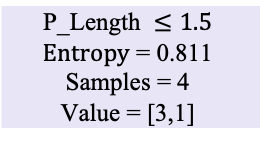 P_Length ≤ 1.5
Entropy = 0.811
Samples = 4
Value = [3,1]